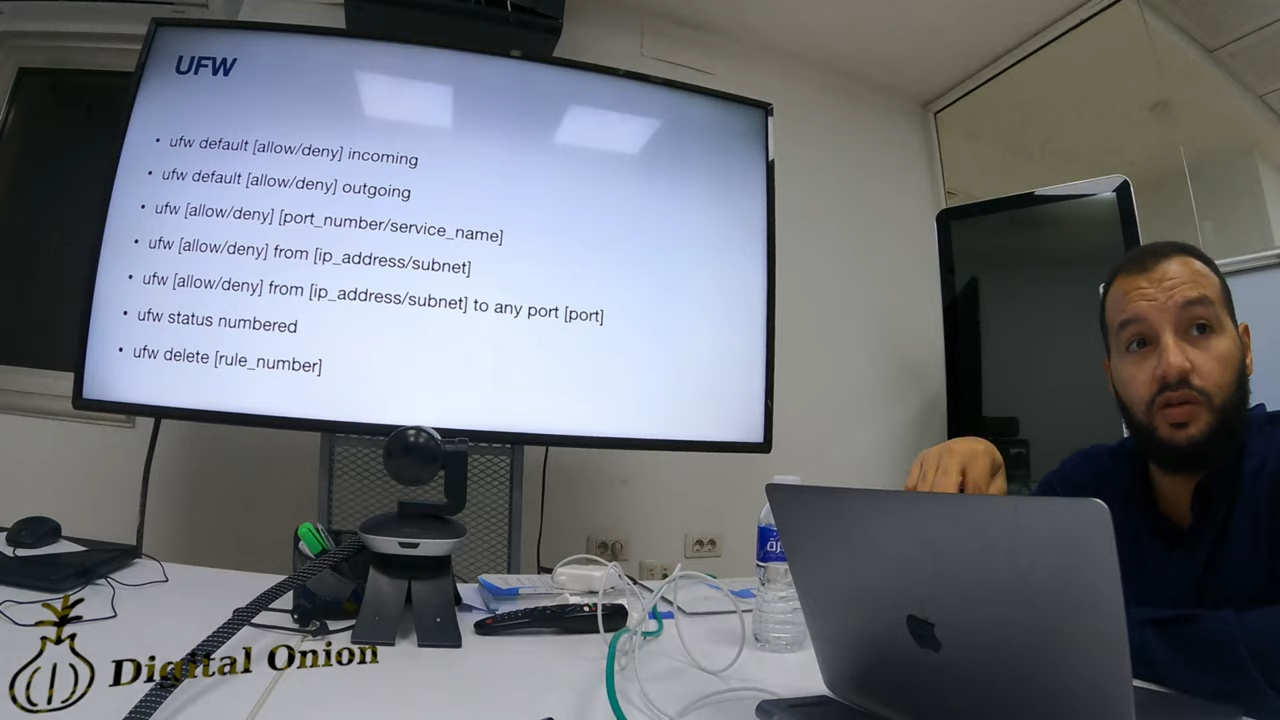 UFW
• ufw default [allow/deny] incoming
• ufw default [allow/deny] outgoing
• ufw [allow/deny] [port_number/service_name]
• ufw [allow/deny] from [ip_address/subnet]
• ufw [allow/deny] from [ip_address/subnet] to any port [port]
• ufw status numbered
• ufw delete [rule_number]
Digital Onion